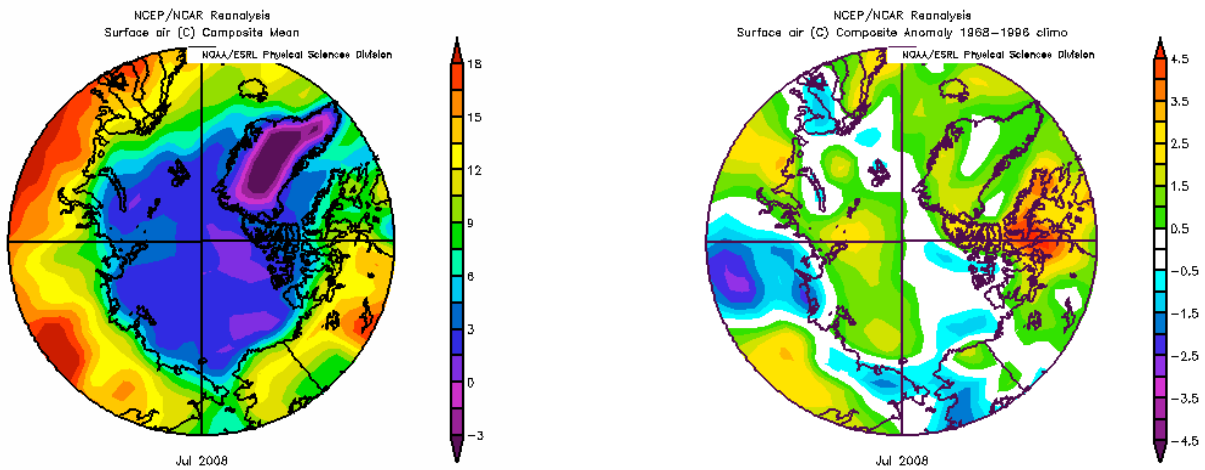 NCEP/NCAR Reanalysis
Surface air (C) Composite Mean
NOAA/ESRL Physical Sciences Division
18
15
12
9
6
3
0
-3
Jul 2008
NCEP/NCAR Reanalysis
Surface air (C) Composite Anomaly 1968-1996 climo
NOAA/ESRL Physical Sciences Division
4.5
3.5
2.5
1.5
0.5
-0.5
-1.5
-2.5
-3.5
-4.5
Jul 2008